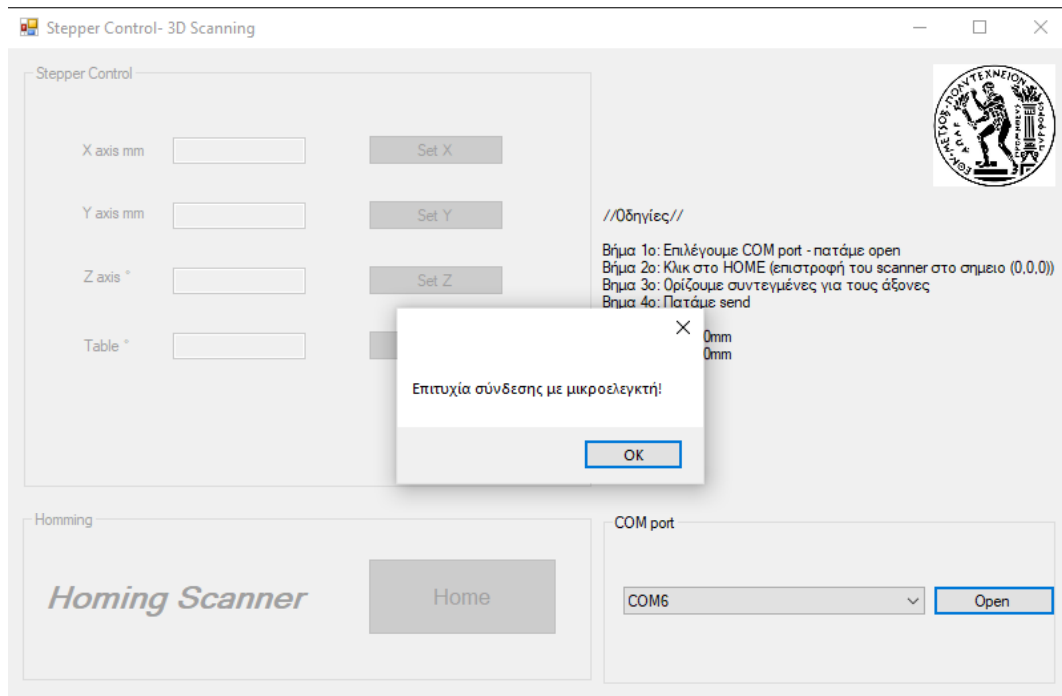 Stepper Control- 3D Scanning
Stepper Control
X axis mm
Set X
Y axis mm
Set Y
Z axis °
Set Z
Table °
//Οδηγίες//
Βήμα 1ο: Επιλέγουμε COM port - πατάμε open
Βήμα 2ο: Κλικ στο HOME (επιστροφή του scanner στο σημειο (0,0,0))
Βημα 3ο: Ορίζουμε συντεγμένες για τους άξονες
Βημα 4ο: Πατάμε send
0mm
0mm
Επιτυχία σύνδεσης με μικροελεγκτή!
OK
Homming
Homing Scanner
Home
COM port
COM6
Open